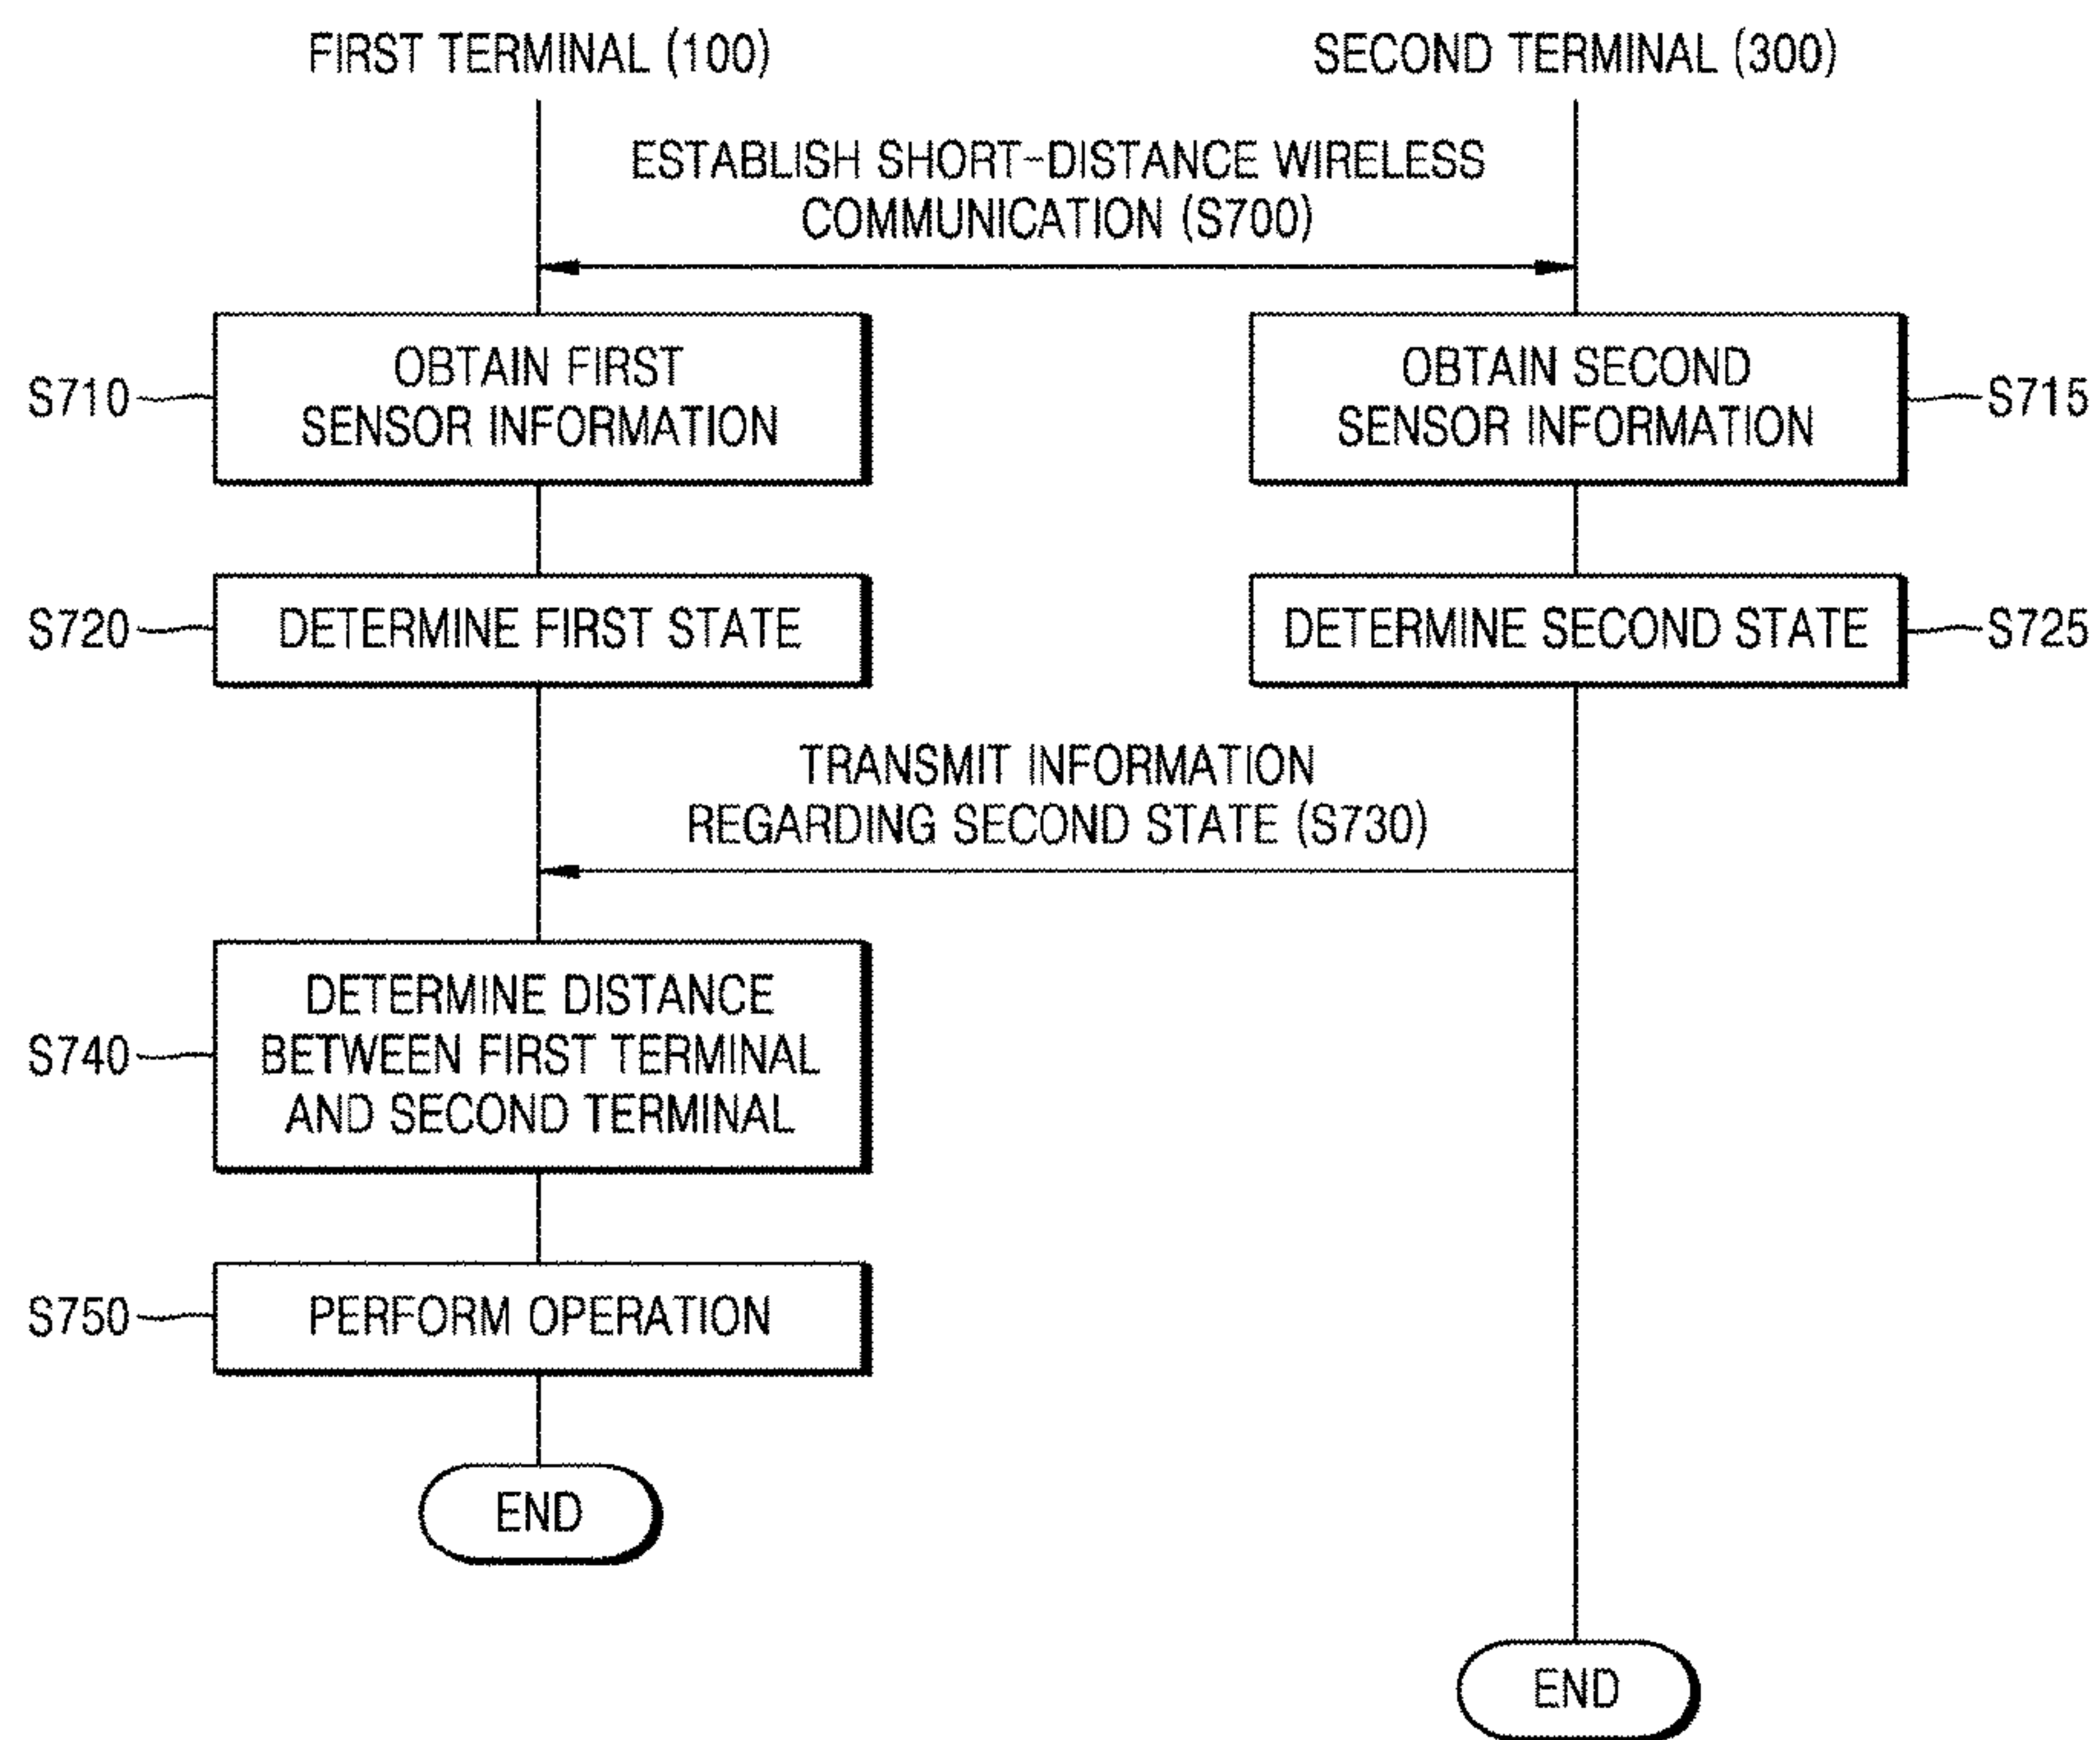 FIRST TERMINAL (100)
SECOND TERMINAL (300)
ESTABLISH SHORT-DISTANCE WIRELESS
COMMUNICATION (S700)
S710
OBTAIN FIRST
SENSOR INFORMATION
OBTAIN SECOND
SENSOR INFORMATION
S715
S720
DETERMINE FIRST STATE
DETERMINE SECOND STATE
S725
TRANSMIT INFORMATION
REGARDING SECOND STATE (S730)
S740
DETERMINE DISTANCE
BETWEEN FIRST TERMINAL
AND SECOND TERMINAL
S750
PERFORM OPERATION
END
END